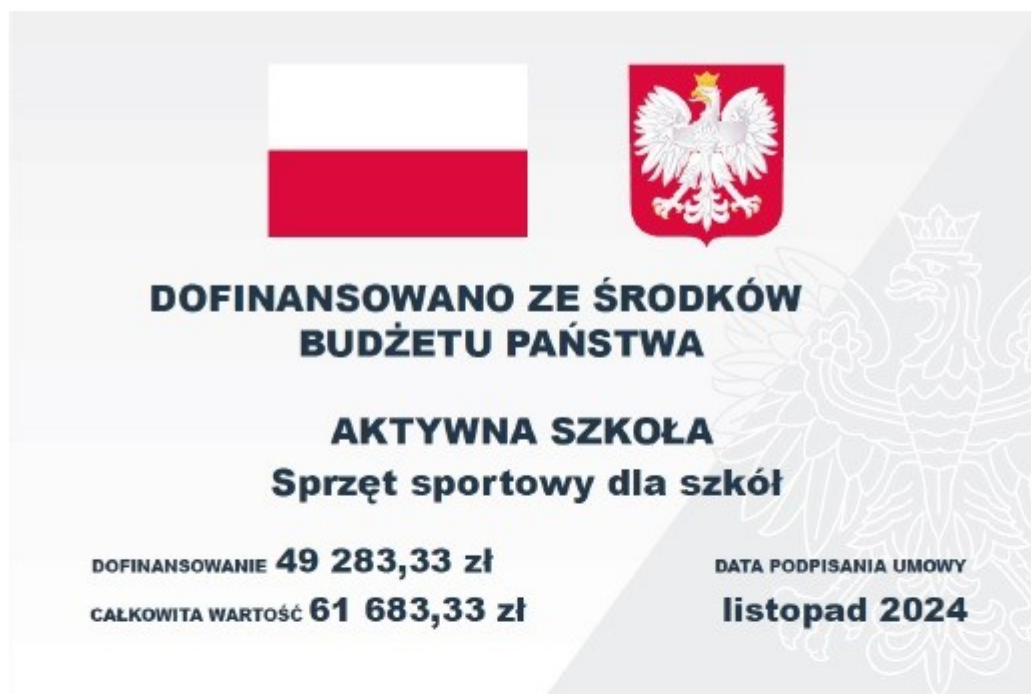 DOFINANSOWANO ZE ŚRODKÓW
BUDŻETU PAŃSTWA
AKTYWNA SZKOŁA
Sprzęt sportowy dla szkół
DOFINANSOWANIE 49 283,33 zł
CAŁKOWITA WARTOŚĆ 61 683,33 zł
DATA PODPISANIA UMOWY
listopad 2024